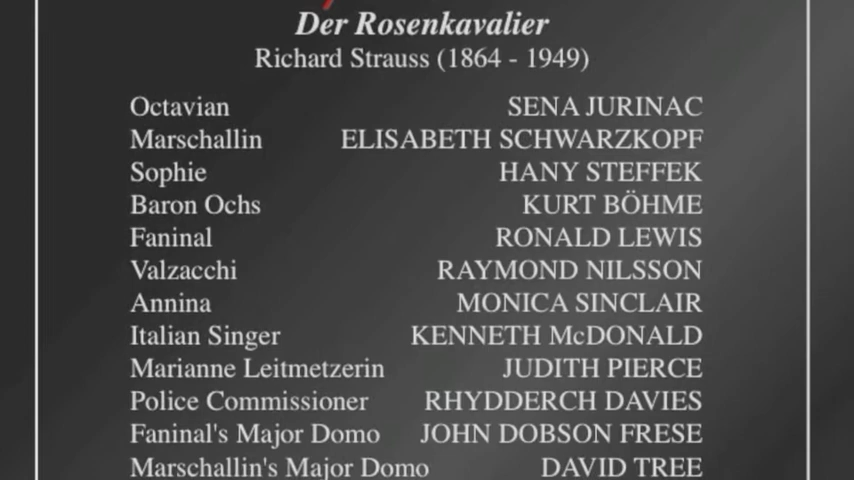 Der Rosenkavalier
Richard Strauss (1864 - 1949)
Octavian SENA JURINAC
Marschallin ELISABETH SCHWARZKOPF
Sophie HANY STEFFEK
Baron Ochs KURT BÖHME
Faninal RONALD LEWIS
Valzacchi RAYMOND NILSSON
Annina MONICA SINCLAIR
Italian Singer KENNETH McDONALD
Marianne Leitmetzerin JUDITH PIERCE
Police Commissioner RHYDDERCH DAVIES
Faninal's Major Domo JOHN DOBSON FRESE
Marschallin's Major Domo DAVID TREE